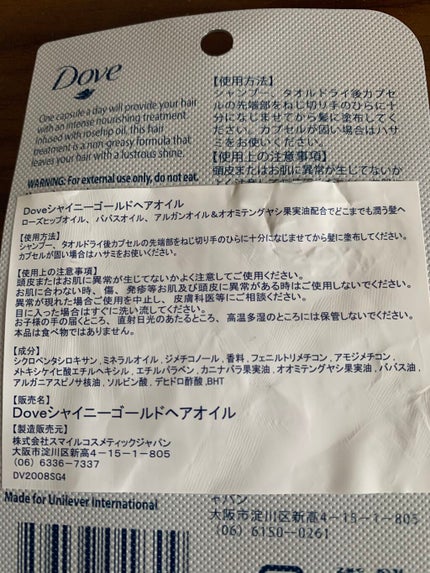 Dove
One capsule a day will provide your hair
with an intense nourishing treatment
infused with rosehip oil, this hair
treatment is a non-greasy formula that
leaves your hair with a lustrous shine.
WARNING: For external use only, do not eat.
【使用方法】
シャンプー、タオルドライ後カプセ
ルの先端部をねじ切り手のひらに十
分になじませてから髪に塗布してく
ださい。カプセルが固い場合はハサ
ミをお使いください。
【使用上の注意事項】
頭皮またはお肌に異常が生じてないか
Doveシャイニーゴールドヘアオイル
ローズヒップオイル、パパスオイル、アルガンオイル&オオミテングヤシ果実油配合でどこまでも潤う髪へ
【使用方法】
シャンプー、タオルドライ後カプセルの先端部をねじ切り手のひらに十分になじませてから髪に塗布してください。
カプセルが固い場合はハサミをお使いください。
【使用上の注意事項】
頭皮またはお肌に異常が生じてないかよく注意してご使用ください。
お肌に合わない時、傷、発疹等お肌及び頭皮に異常がある時はご使用しないでください。
異常が現れた場合ご使用を中止し、皮膚科医等にご相談ください。
目に入った場合はすぐに洗い流してください。
お子様の手の届くところ、直射日光のあたるところ、高温多湿のところには保管しないでください。
本品は食べ物ではありません。
【成分】
シクロペンタシロキサン,ミネラルオイル,ジメチコノール,香料,フェニルトリメチコン,アモジメチコン,
メトキシケイヒ酸エチルヘキシル,エチルパラベン,カニナバラ果実油,オオミテングヤシ果実油,パパス油,
アルガニアスピノサ核油,ソルビン酸,デヒドロ酢酸,BHT
【販売名】
Doveシャイニーゴールドヘアオイル
【製造販売元】
株式会社スマイルコスメティックジャパン
大阪市淀川区新高4-15-1-805
(06) 6336-7337
DV2008SG4
Made for Unilever International
ャパン
大阪市淀川区新高4-15-1-805
(06) 6150-0261